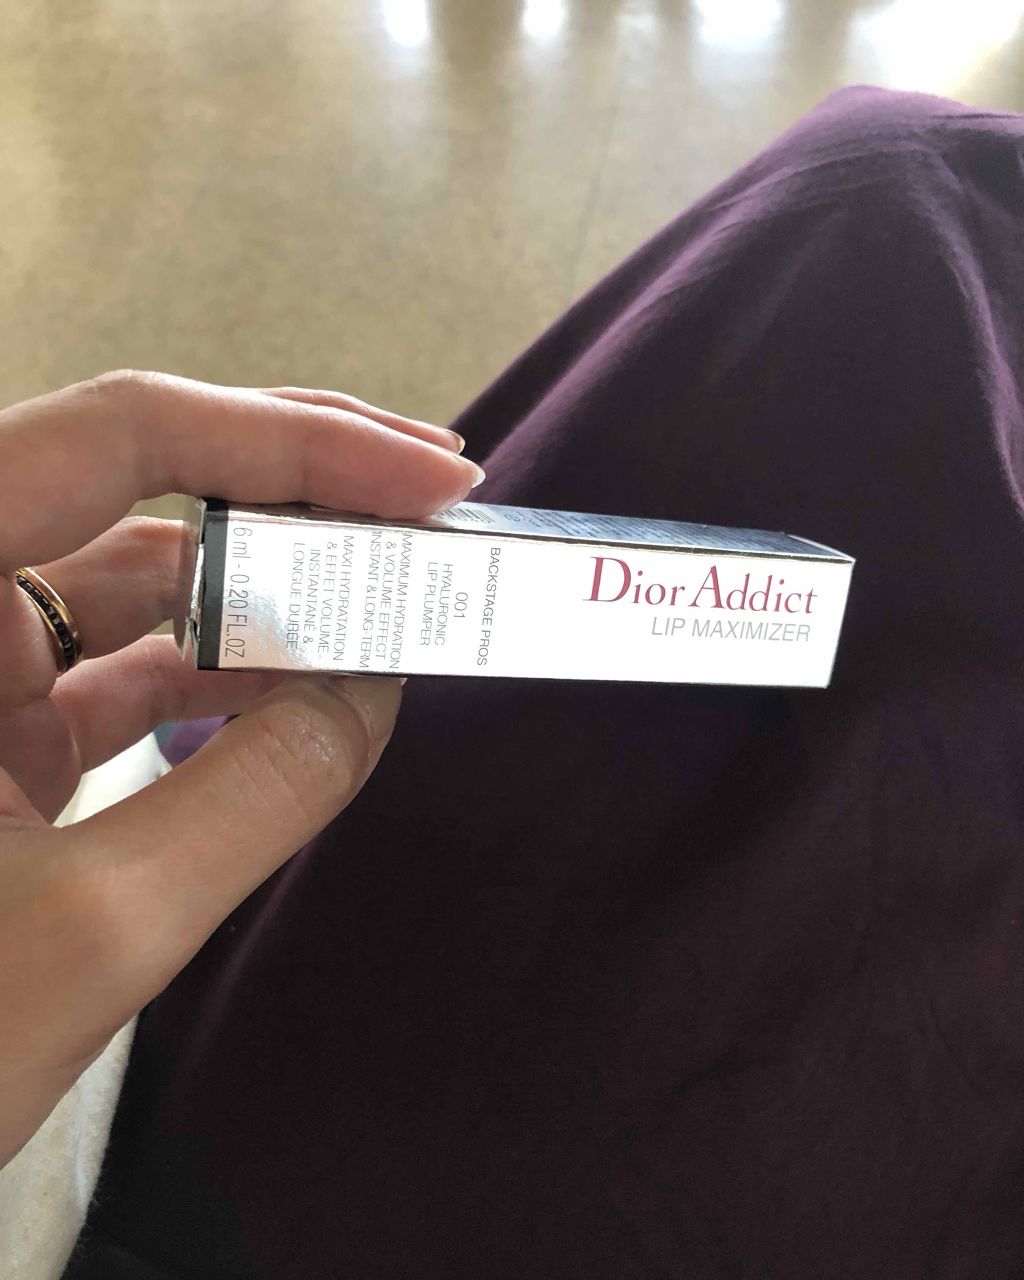 Dior Addict
LIP MAXIMIZER
BACKSTAGE PROS
001
HYALURONIC
LIP PLUMPER
MAXIMUM HYDRATION
& VOLUME EFFECT
INSTANT & LONG-TERM
MAXI HYDRATATION
& EFFET VOLUME
INSTANTANÉ &
LONGUE DURÉE
6 ml - 0.20 FL.OZ